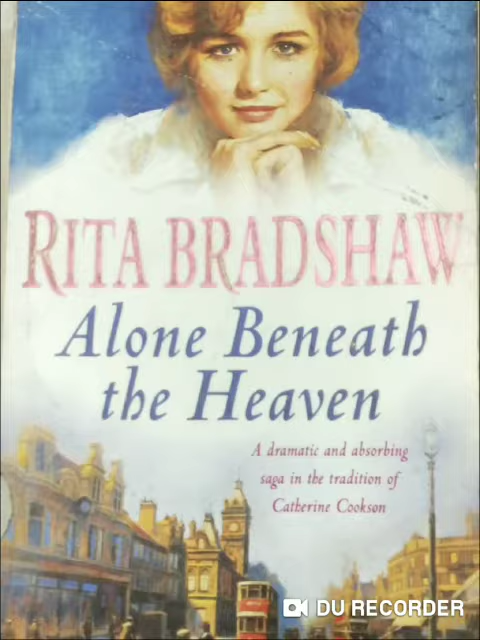 RITA BRADSHAW
Alone Beneath
the Heaven
A dramatic and absorbing
saga in the tradition of
Catherine Cookson
DU RECORDER